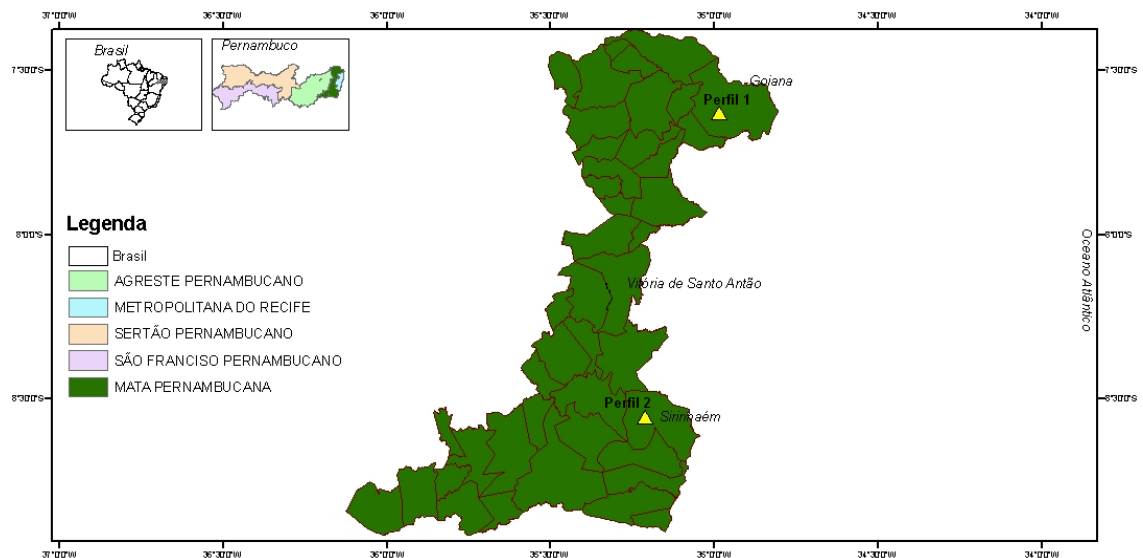 37°0'0"W 36°30'0"W 36°0'0"W 35°30'0"W 35°0'0"W 34°30'0"W 34°0'0"W
Brasil
Pernambuco
7°30'0"S
7°30'0"S
Goiana
Perfil 1
Legenda
8°0'0"S
8°0'0"S
Brasil
AGRESTE PERNAMBUCANO
METROPOLITANA DO RECIFE
SERTÃO PERNAMBUCANO
SÃO FRANCISO PERNAMBUCANO
MATA PERNAMBUCANA
Vitória de Santo Antão
Oceano Atlântico
8°30'0"S
8°30'0"S
Perfil 2
Sirinhaém
37°0'0"W 36°30'0"W 36°0'0"W 35°30'0"W 35°0'0"W 34°30'0"W 34°0'0"W